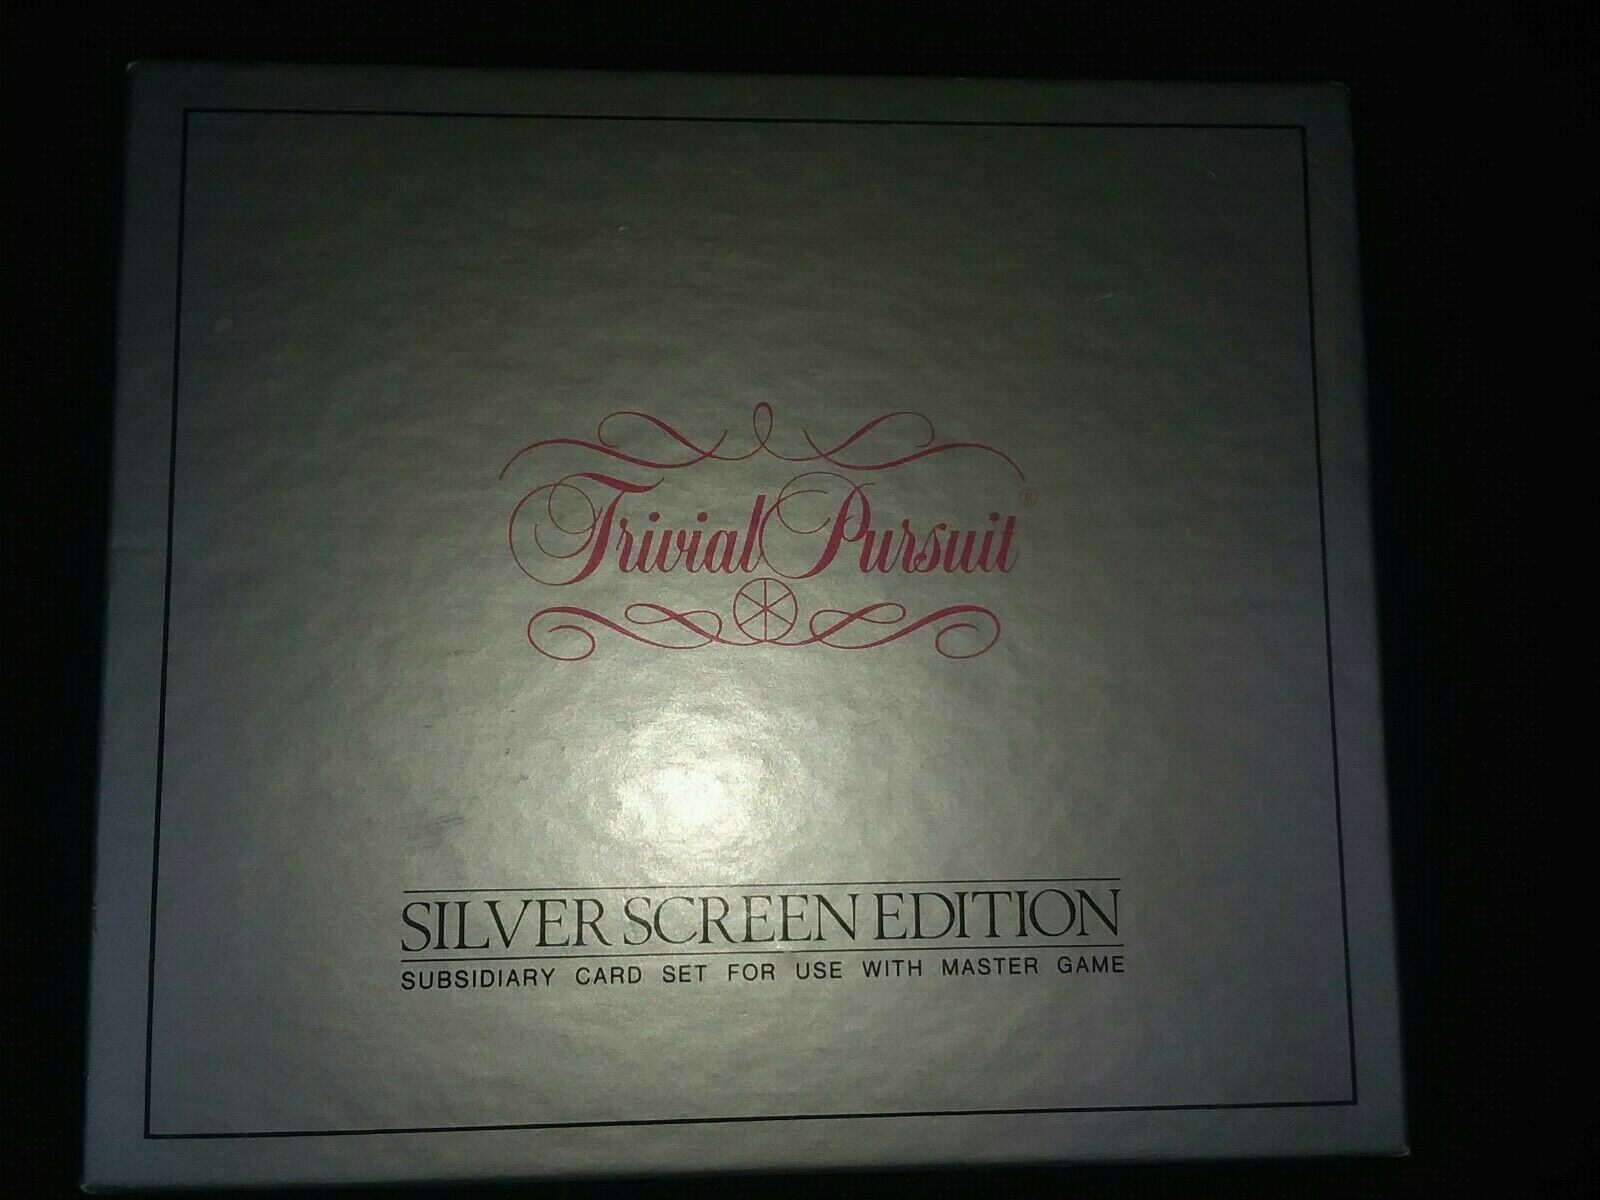 Trivial Pursuit®
SILVER SCREEN EDITION
SUBSIDIARY CARD SET FOR USE WITH MASTER GAME